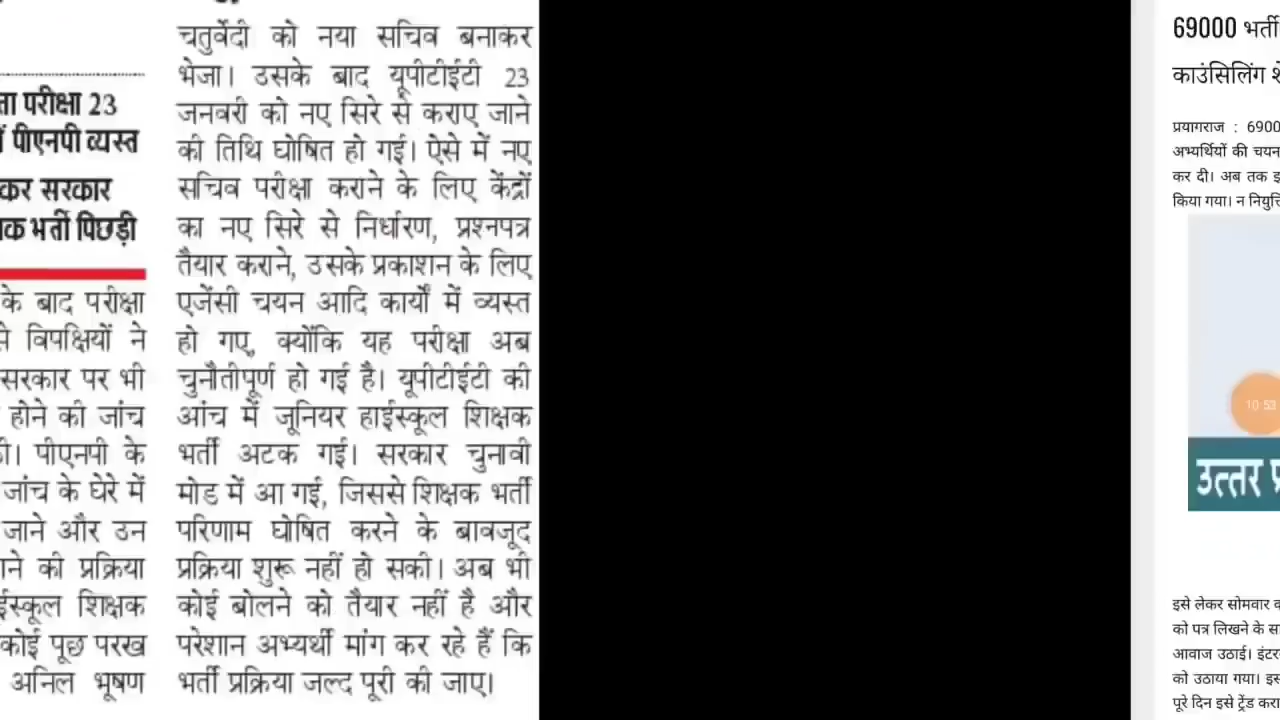 ता परीक्षा 23
पीएनपी व्यस्त
कर सरकार
भर्ती पिछड़ी
के बाद परीक्षा
से विपक्षियों ने
सरकार पर भी
होने की जांच
पीएनपी के
जांच के घेरे में
जाने और उन
ाने की प्रक्रिया
ईस्कूल शिक्षक
कोई पूछ परख
अनिल भूषण
चतुर्वेदी को नया सचिव बनाकर
भेजा। उसके बाद यूपीटीईटी 23
जनवरी को नए सिरे से कराए जाने
की तिथि घोषित हो गई। ऐसे में नए
सचिव परीक्षा कराने के लिए केंद्रों
का नए सिरे से निर्धारण, प्रश्नपत्र
तैयार कराने, उसके प्रकाशन के लिए
एजेंसी चयन आदि कार्यों में व्यस्त
हो गए, क्योंकि यह परीक्षा अब
चुनौतीपूर्ण हो गई है। यूपीटीईटी की
आंच में जूनियर हाईस्कूल शिक्षक
भर्ती अटक गई। सरकार चुनावी
मोड में आ गई, जिससे शिक्षक भर्ती
परिणाम घोषित करने के बावजूद
प्रक्रिया शुरू नहीं हो सकी। अब भी
कोई बोलने को तैयार नहीं है और
परेशान अभ्यर्थी मांग कर रहे हैं कि
भर्ती प्रक्रिया जल्द पूरी की जाए।
69000 भर्ती
काउंसिलिंग शे
प्रयागराज : 6900
अभ्यर्थियों की चयन
कर दी। अब तक इ
किया गया। न नियुक्ति
10:53
उत्तर प्र
इसे लेकर सोमवार व
को पत्र लिखने के सा
आवाज उठाई। इंटर
को उठाया गया। इस
पूरे दिन इसे ट्रेंड करा